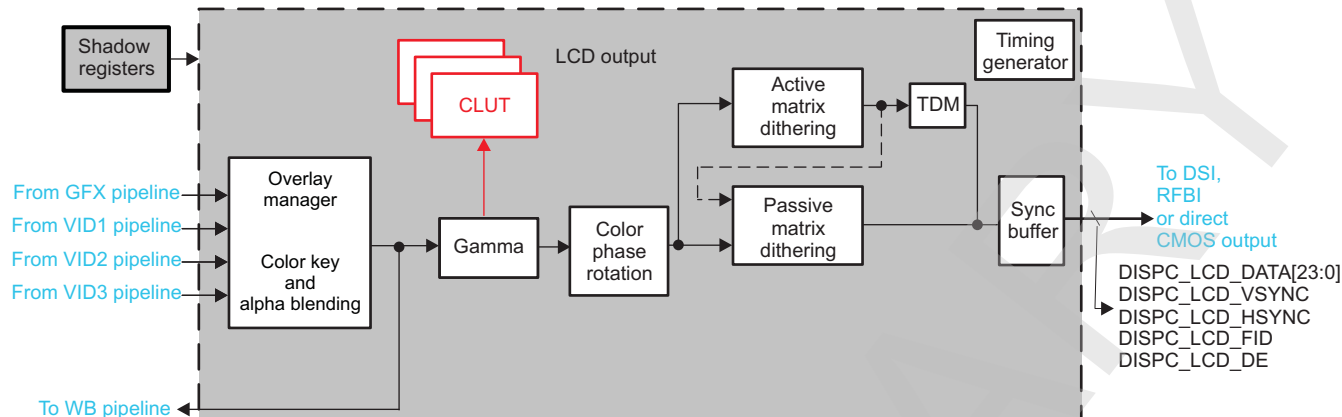 Shadow
registers
LCD output
Timing
generator
CLUT
Active
matrix
dithering
TDM
From GFX pipeline
From VID1 pipeline
From VID2 pipeline
From VID3 pipeline
Overlay
manager
Color key
and
alpha blending
Gamma
Color
phase
rotation
Passive
matrix
dithering
Sync
buffer
To DSI,
RFBI
or direct
CMOS output
DISPC_LCD_DATA[23:0]
DISPC_LCD_VSYNC
DISPC_LCD_HSYNC
DISPC_LCD_FID
DISPC_LCD_DE
To WB pipeline